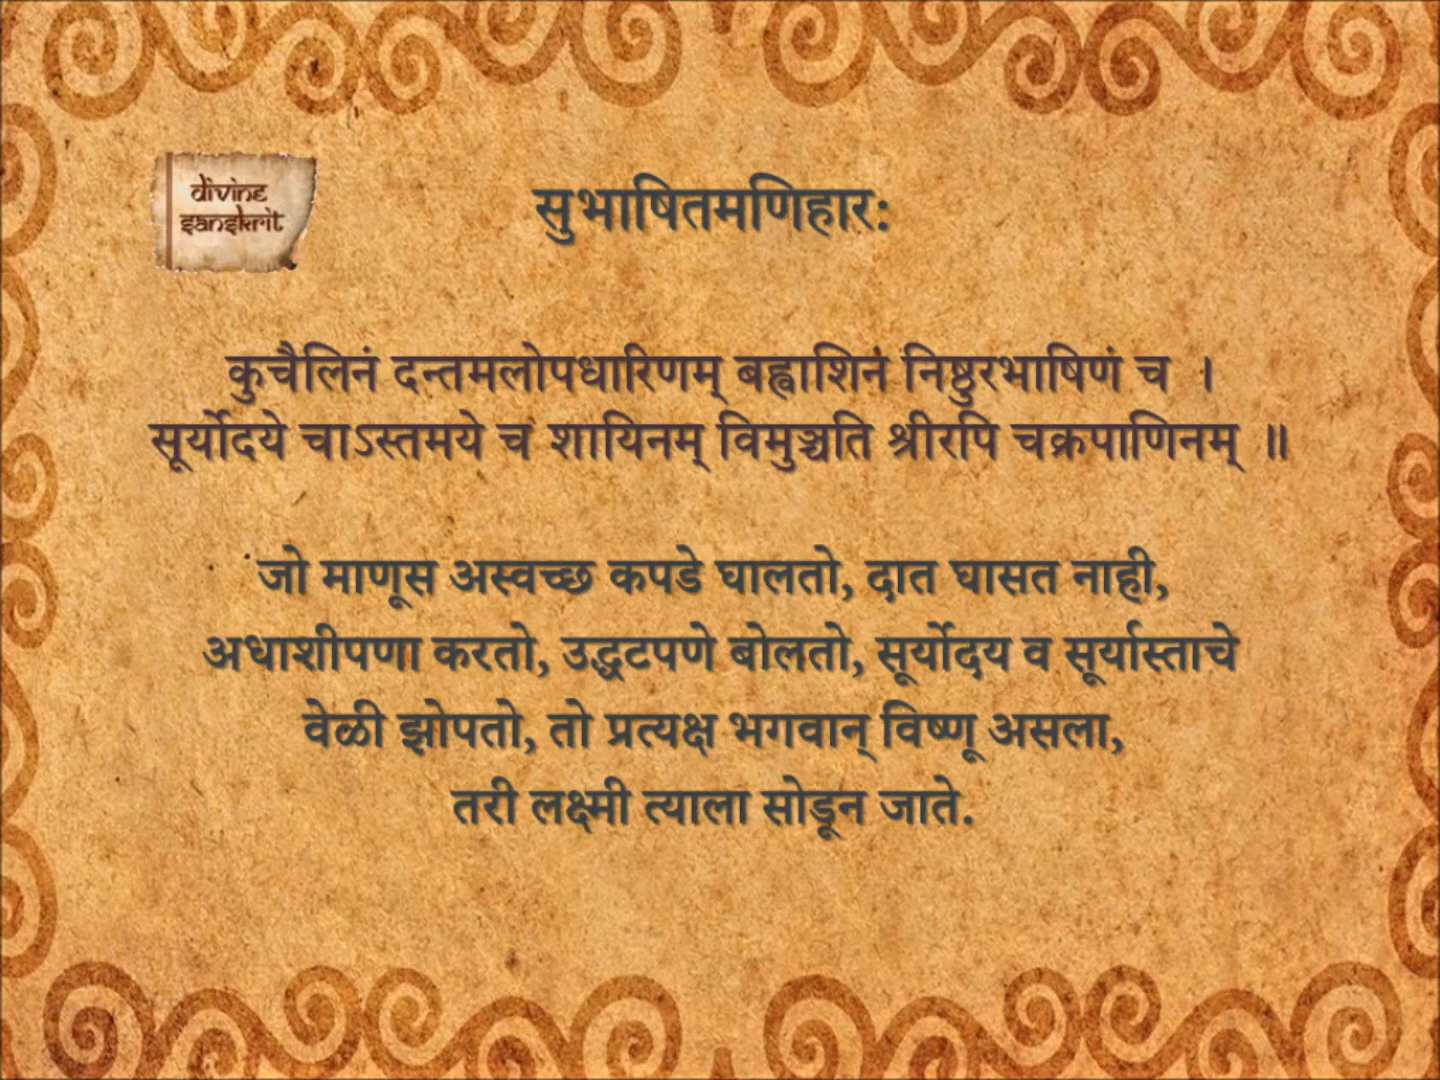 divine
sanskrit
सुभाषितमणिहार:
कुचैलिनं दन्तमलोपधारिणम् बह्वाशिनं निष्ठुरभाषिणं च ।
सूर्योदये चाऽस्तमये च शायिनम् विमुञ्चति श्रीरपि चक्रपाणिनम् ॥
जो माणूस अस्वच्छ कपडे घालतो, दात घासत नाही,
अधाशीपणा करतो, उद्धटपणे बोलतो, सूर्योदय व सूर्यास्ताचे
वेळी झोपतो, तो प्रत्यक्ष भगवान् विष्णू असला,
तरी लक्ष्मी त्याला सोडून जाते.